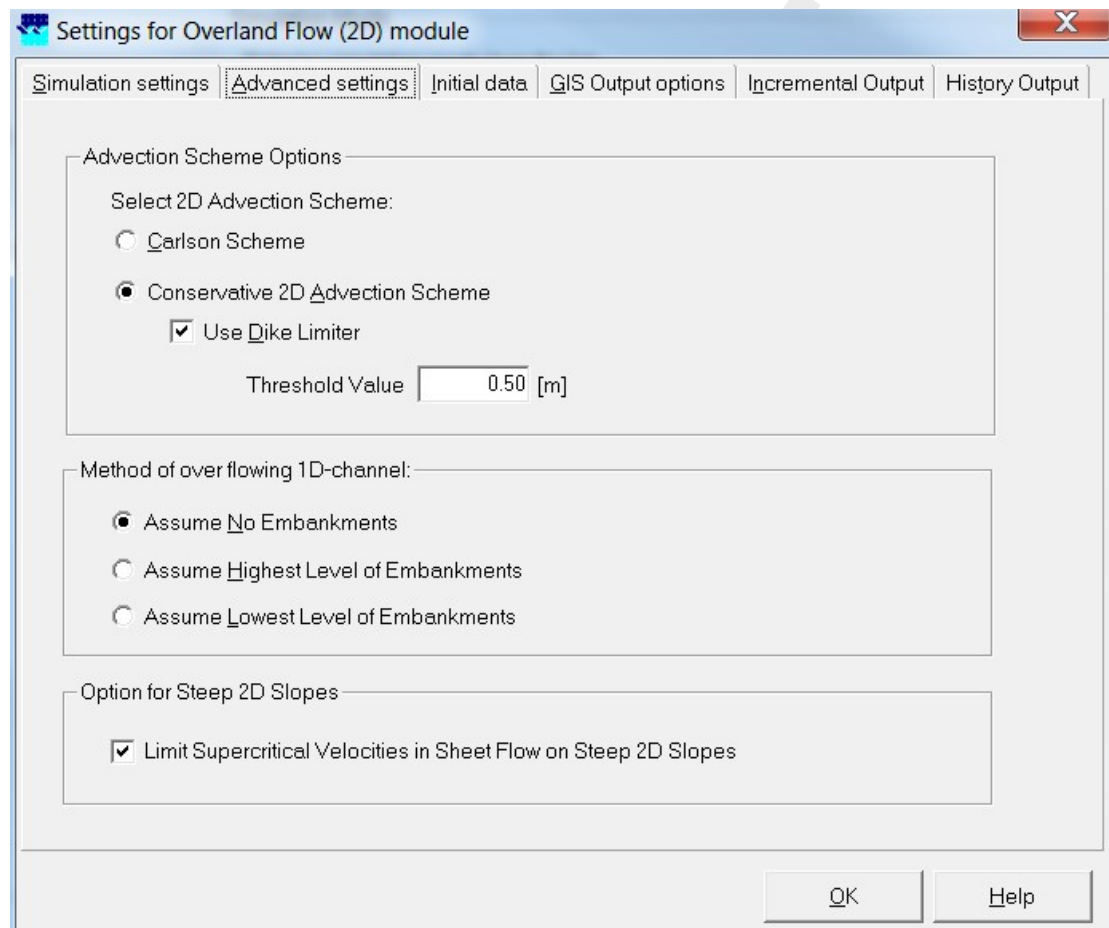 Settings for Overland Flow (2D) module
X
Simulation settings Advanced settings Initial data GIS Output options Incremental Output History Output
Advection Scheme Options
Select 2D Advection Scheme:
Carlson Scheme
Conservative 2D Advection Scheme
Use Dike Limiter
Threshold Value 0.50 [m]
Method of over flowing 1D-channel:
Assume No Embankments
Assume Highest Level of Embankments
Assume Lowest Level of Embankments
Option for Steep 2D Slopes
Limit Supercritical Velocities in Sheet Flow on Steep 2D Slopes
OK Help